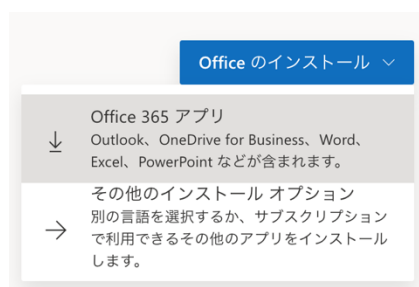 Office のインストール
Office 365 アプリ
Outlook、OneDrive for Business、Word、
Excel、PowerPoint などが含まれます。
その他のインストール オプション
別の言語を選択するか、サブスクリプション
で利用できるその他のアプリをインストール
します。